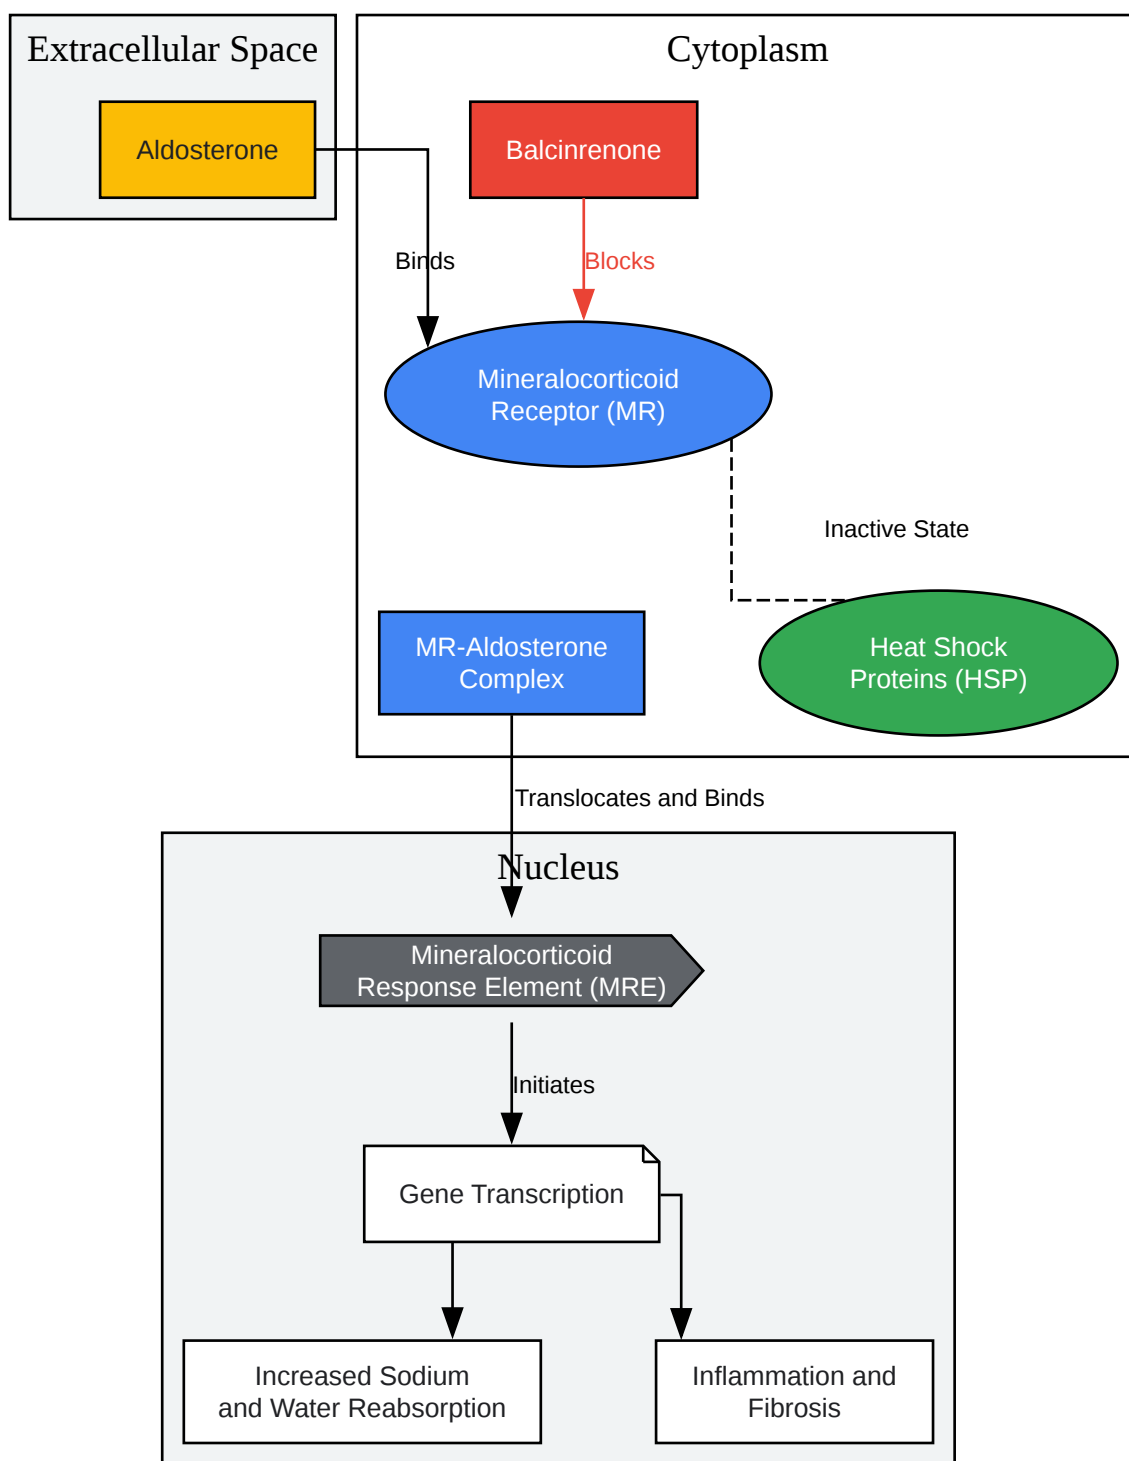 Extracellular Space
Cytoplasm
Aldosterone
Balcinrenone
Binds
Blocks
Mineralocorticoid
Receptor (MR)
Inactive State
MR-Aldosterone
Complex
Heat Shock
Proteins (HSP)
Translocates and Binds
Nucleus
Mineralocorticoid
Response Element (MRE)
Initiates
Gene Transcription
Increased Sodium
and Water Reabsorption
Inflammation and
Fibrosis